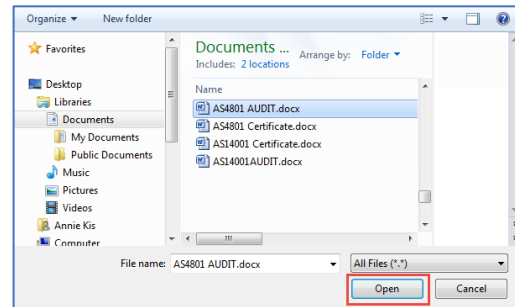 Organize New folder
Favorites
Desktop
Libraries
Documents
My Documents
Public Documents
Music
Pictures
Videos
Annie Kis
Computer
Documents ...
Includes: 2 locations
Arrange by: Folder
Name
AS4801 AUDIT.docx
AS4801 Certificate.docx
AS14001 Certificate.docx
AS14001AUDIT.docx
File name: AS4801 AUDIT.docx All Files (*.*)
Open Cancel